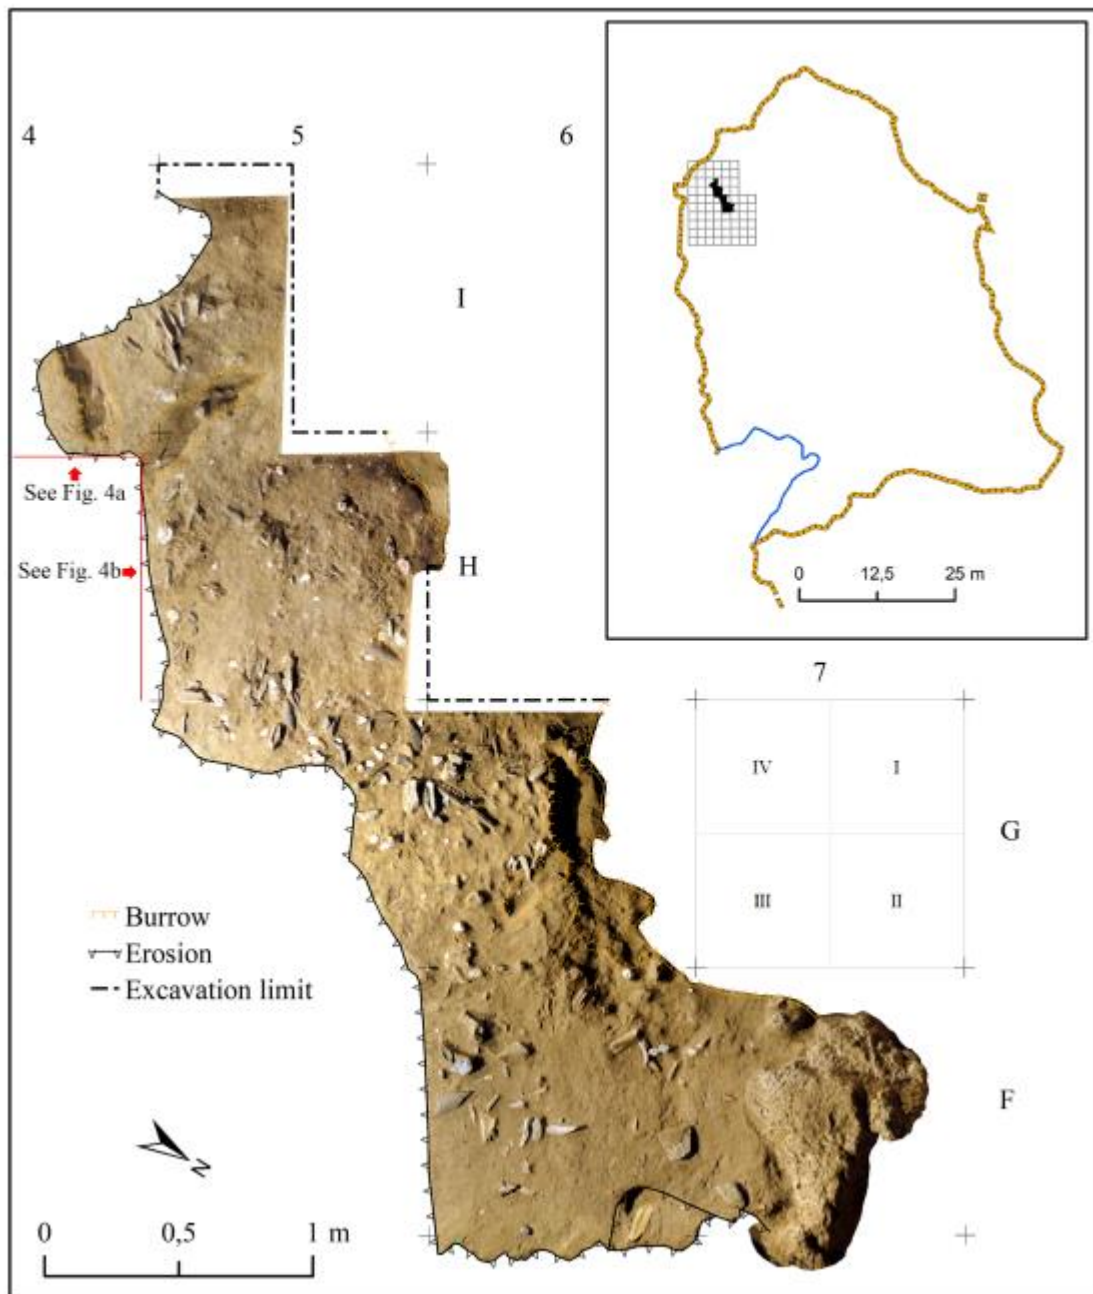 4
5
6
I
See Fig. 4a
See Fig. 4b
H
0 12,5 25 m
7
IV I
G
III II
Burrow
Erosion
Excavation limit
F
N
0 0,5 1 m